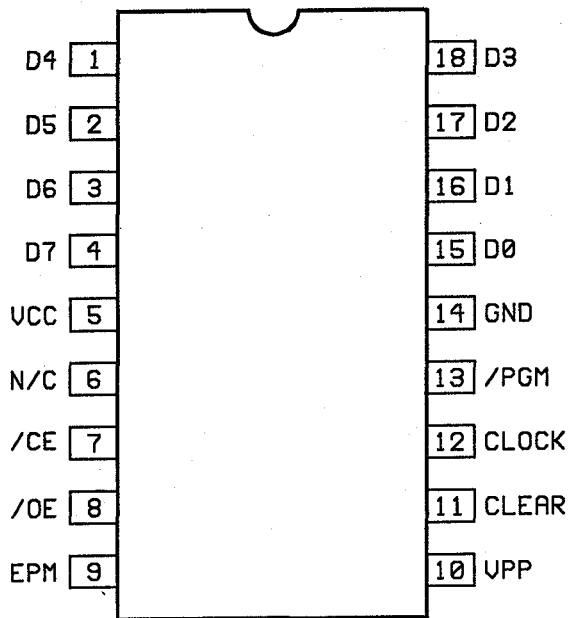 D4 1 18 D3
D5 2 17 D2
D6 3 16 D1
D7 4 15 D0
VCC 5 14 GND
N/C 6 13 /PGM
/CE 7 12 CLOCK
/OE 8 11 CLEAR
EPM 9 10 VPP